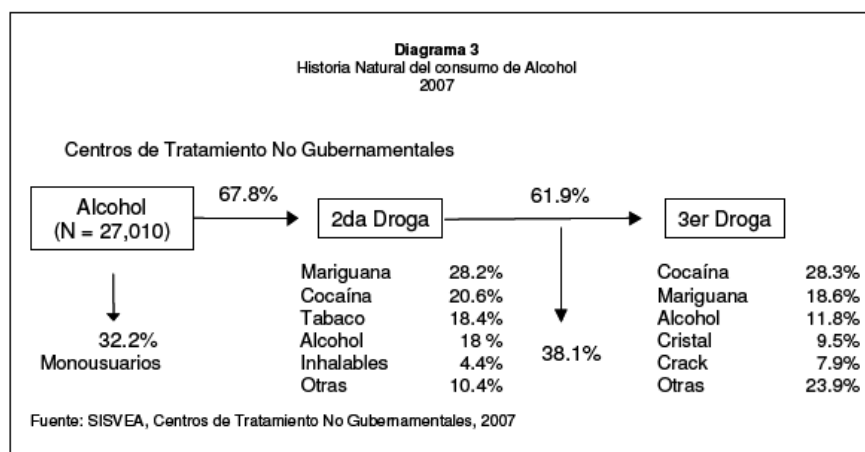 Diagrama 3
Historia Natural del consumo de Alcohol
2007
Centros de Tratamiento No Gubernamentales
Alcohol
(N = 27,010)
67.8%
2da Droga
61.9%
3er Droga
32.2%
Monousuarios
Mariguana 28.2%
Cocaína 20.6%
Tabaco 18.4%
Alcohol 18 %
Inhalables 4.4%
Otras 10.4%
38.1%
Cocaína 28.3%
Mariguana 18.6%
Alcohol 11.8%
Cristal 9.5%
Crack 7.9%
Otras 23.9%
Fuente: SISVEA, Centros de Tratamiento No Gubernamentales, 2007